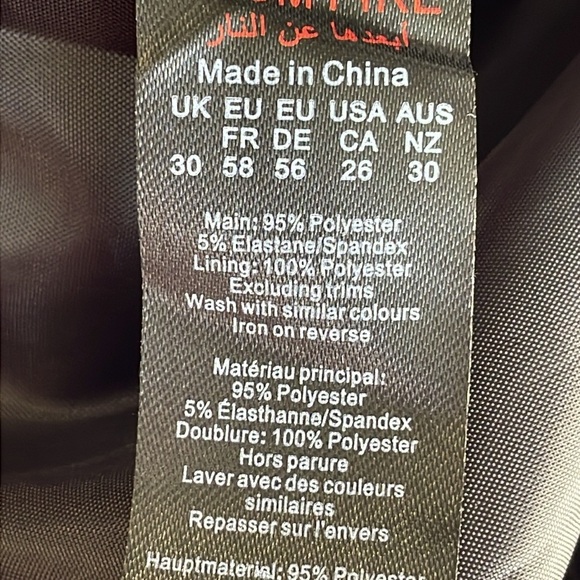 أبعدها عن النار
Made in China
UK EU EU USA AUS
FR DE CA NZ
30 58 56 26 30
Main: 95% Polyester
5% Elastane/Spandex
Lining: 100% Polyester
Excluding trims
Wash with similar colours
Iron on reverse
Matériau principal:
95% Polyester
5% Élasthanne/Spandex
Doublure: 100% Polyester
Hors parure
Laver avec des couleurs
similaires
Repasser sur l'envers
Hauptmaterial: 95% Polyester